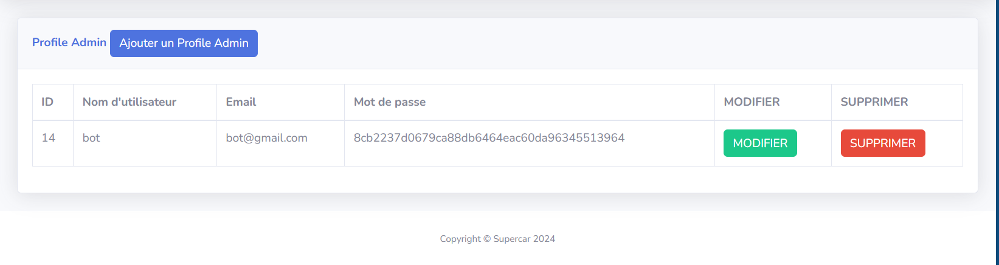 Profile Admin Ajouter un Profile Admin
ID Nom d'utilisateur Email Mot de passe MODIFIER SUPPRIMER
14 bot bot@gmail.com 8cb2237d0679ca88db6464eac60da96345513964 MODIFIER SUPPRIMER
Copyright © Supercar 2024